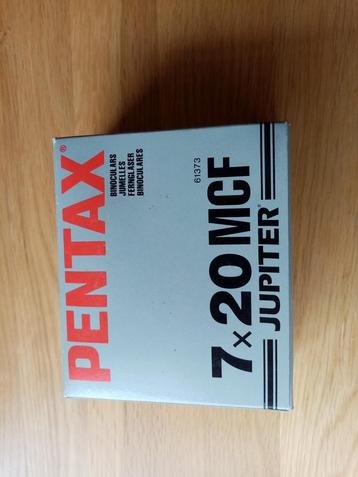 PENTAX®
BINOCULARS
JUMELLES
FERNGLÄSER
BINOCULARES
61373
7×20 MCF
JUPITER®